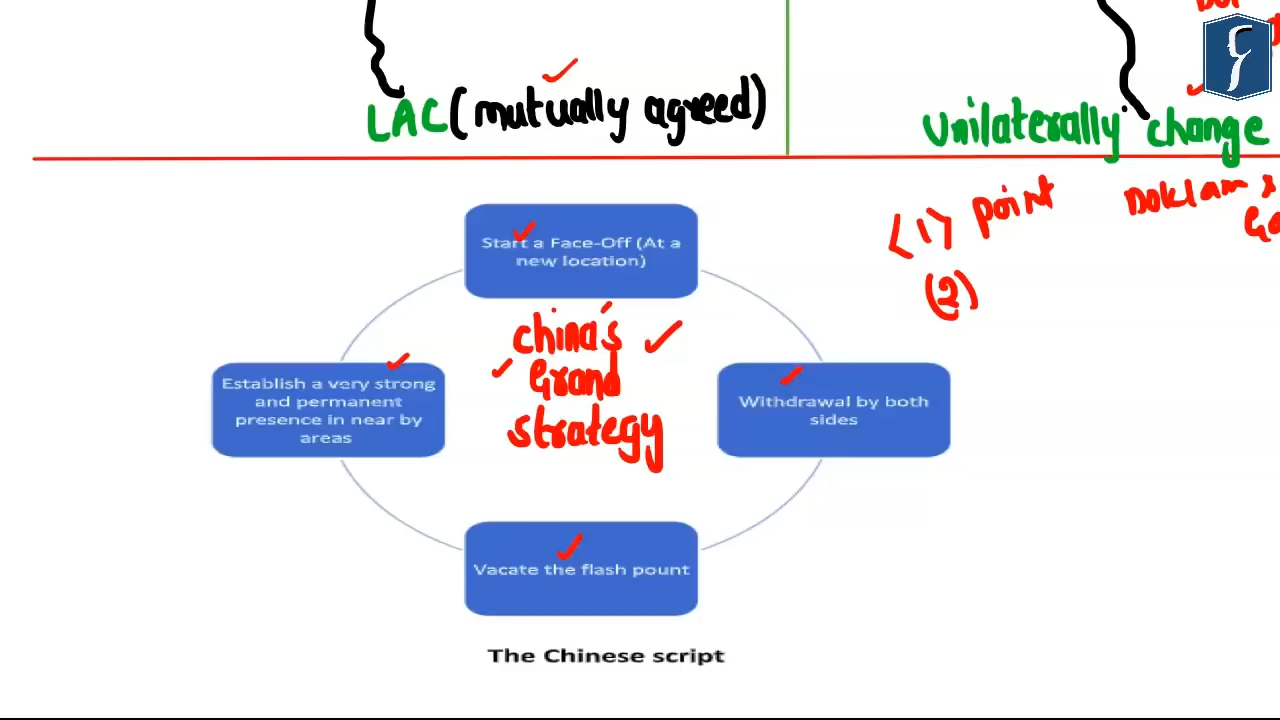 LAC (mutually agreed)
Unilaterally change
<1> point
Doklam &
(2)
Start a Face-Off (At a
new location)
china's
Grand
strategy
Establish a very strong
and permanent
presence in near by
areas
Withdrawal by both
sides
Vacate the flash pount
The Chinese script